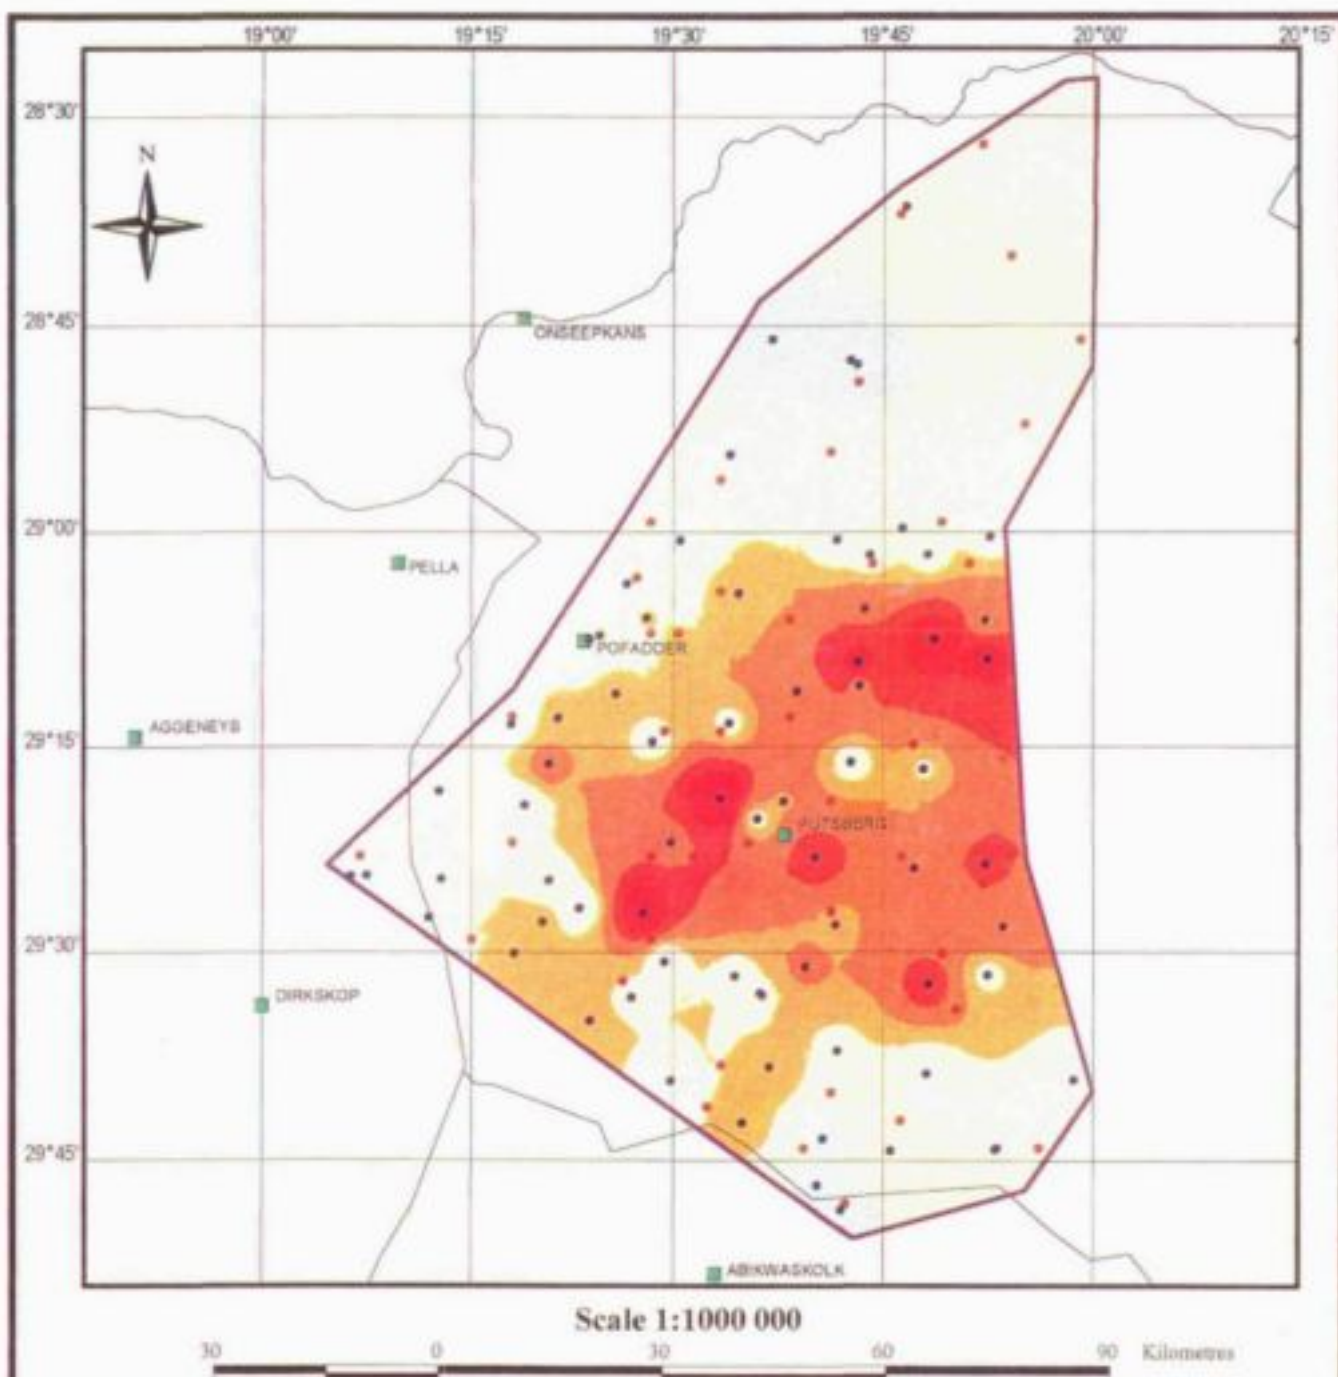 19°00' 19°15' 19°30' 19°45' 20°00' 20°15'
28°30'
N
28°45'
ONSEEPKANS
29°00'
PELLA
POFADDER
AGGENEYS
29°15'
PUTSBERG
29°30'
DIRKSKOP
29°45'
ABIKWASKOLK
Scale 1:1000 000
30 0 30 60 90 Kilometres